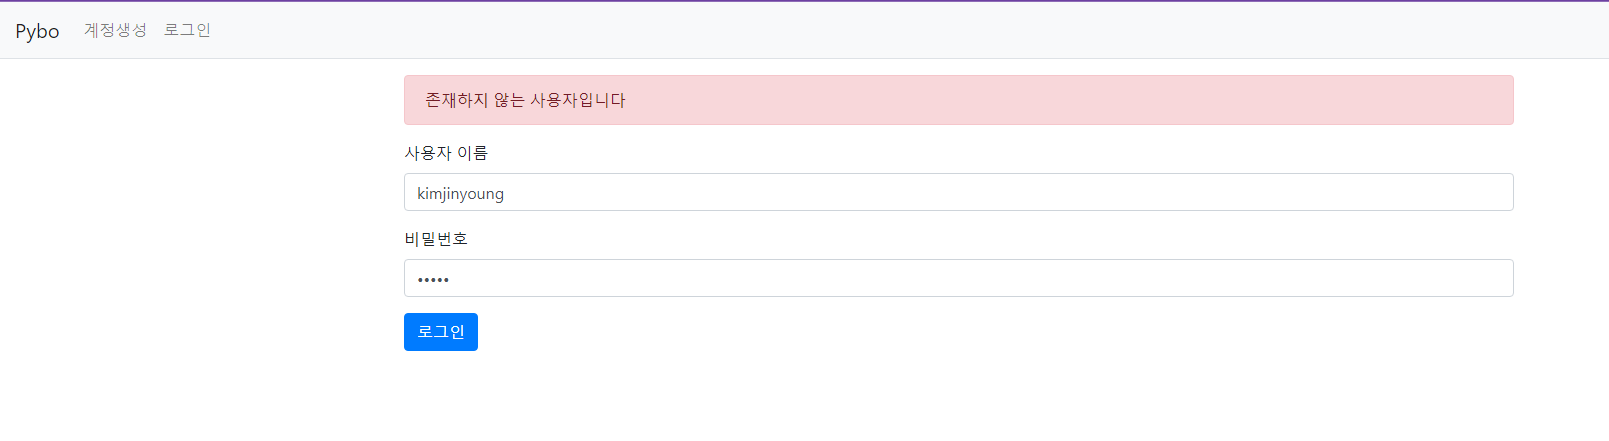 Pybo 계정생성 로그인
존재하지 않는 사용자입니다
사용자 이름
kimjinyoung
비밀번호
•••••
로그인